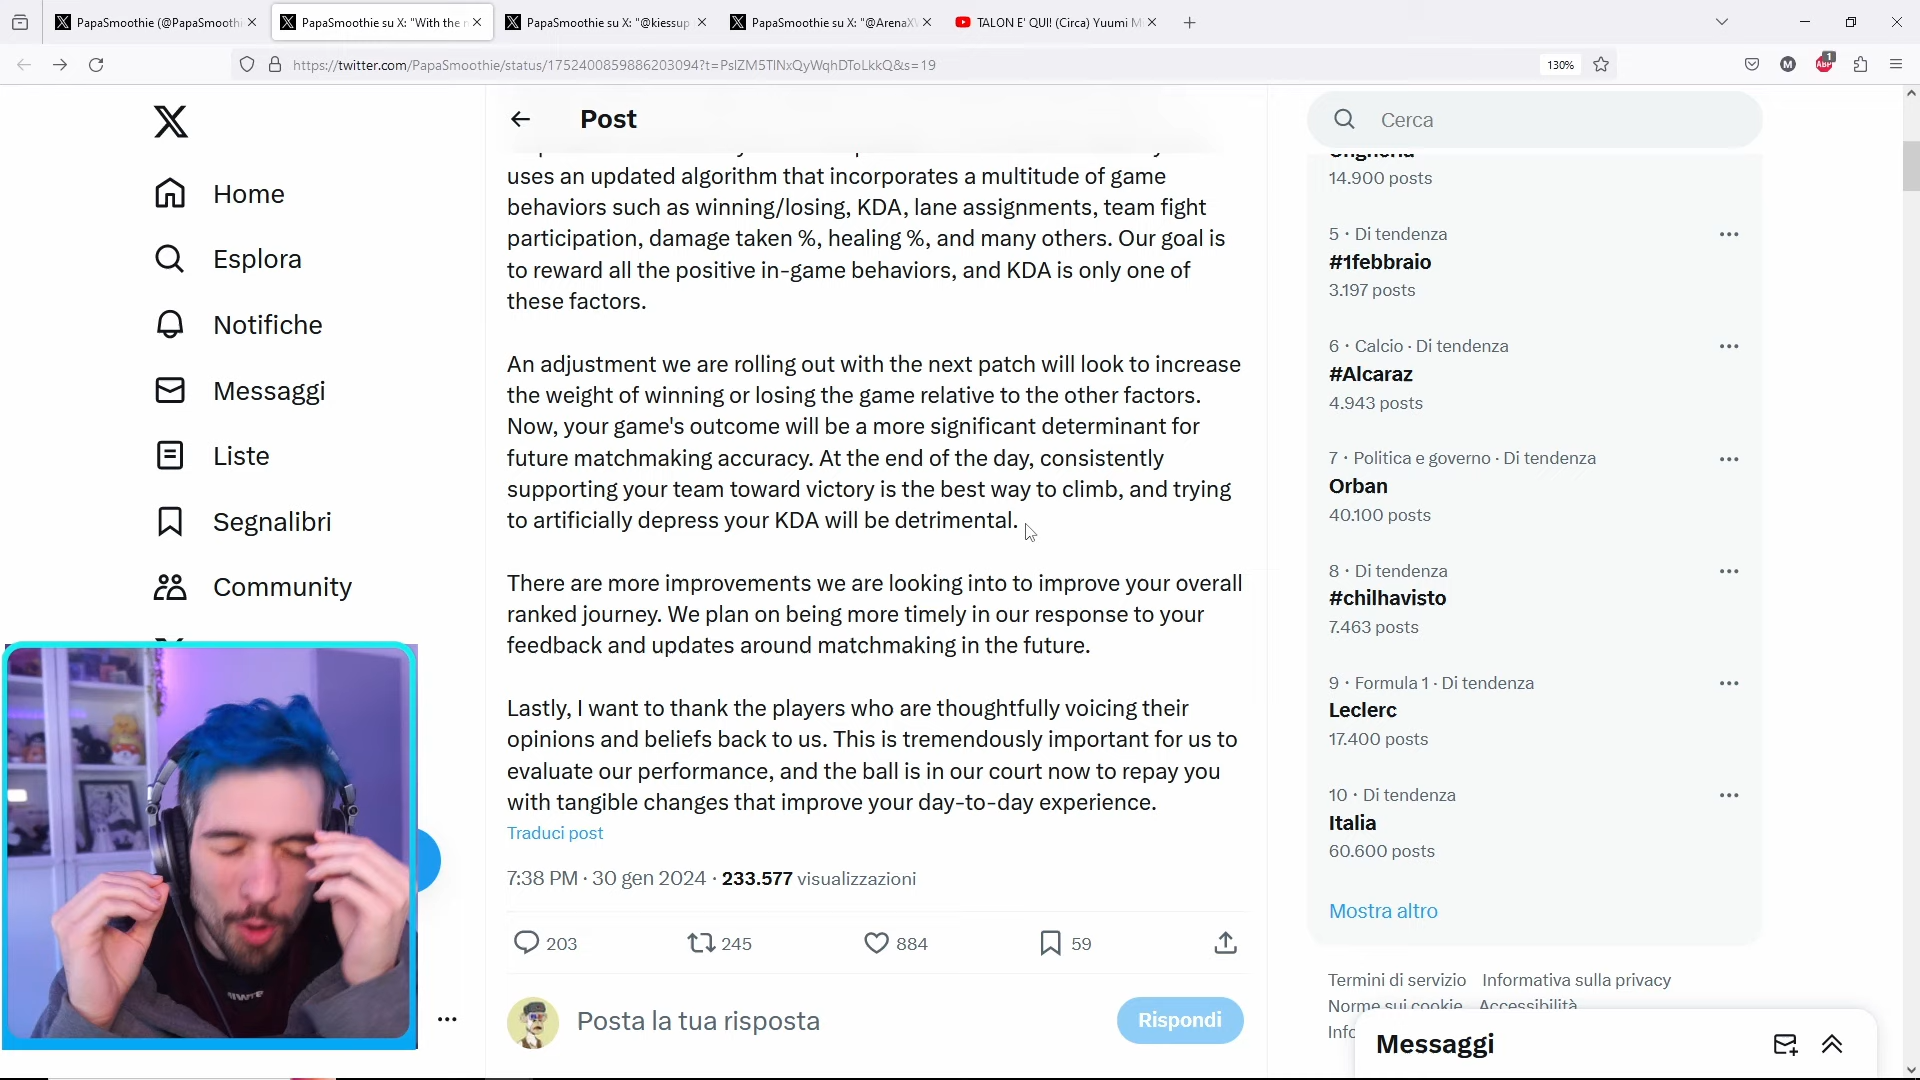 PapaSmoothie (@PapaSmooth
PapaSmoothie su X: "With the n
PapaSmoothie su X: "@kiessup
PapaSmoothie su X: "@ArenaX
TALON E' QUI! (Circa) Yuumi M
https://twitter.com/PapaSmoothie/status/1752400859886203094?t=PslZM5TlNxQyWqhDToLkkQ&s=19
130%
M
1
ABP
Home
Esplora
Notifiche
Messaggi
Liste
Segnalibri
Community
Post
uses an updated algorithm that incorporates a multitude of game
behaviors such as winning/losing, KDA, lane assignments, team fight
participation, damage taken %, healing %, and many others. Our goal is
to reward all the positive in-game behaviors, and KDA is only one of
these factors.
An adjustment we are rolling out with the next patch will look to increase
the weight of winning or losing the game relative to the other factors.
Now, your game's outcome will be a more significant determinant for
future matchmaking accuracy. At the end of the day, consistently
supporting your team toward victory is the best way to climb, and trying
to artificially depress your KDA will be detrimental.
There are more improvements we are looking into to improve your overall
ranked journey. We plan on being more timely in our response to your
feedback and updates around matchmaking in the future.
Lastly, I want to thank the players who are thoughtfully voicing their
opinions and beliefs back to us. This is tremendously important for us to
evaluate our performance, and the ball is in our court now to repay you
with tangible changes that improve your day-to-day experience.
Traduci post
7:38 PM · 30 gen 2024 · 233.577 visualizzazioni
203
245
884
59
Posta la tua risposta
Rispondi
Cerca
14.900 posts
5 · Di tendenza
#1febbraio
3.197 posts
6 · Calcio · Di tendenza
#Alcaraz
4.943 posts
7 · Politica e governo · Di tendenza
Orban
40.100 posts
8 · Di tendenza
#chilhavisto
7.463 posts
9 · Formula 1 · Di tendenza
Leclerc
17.400 posts
10 · Di tendenza
Italia
60.600 posts
Mostra altro
Termini di servizio Informativa sulla privacy
Norme sui cookie Accessibilità
Messaggi